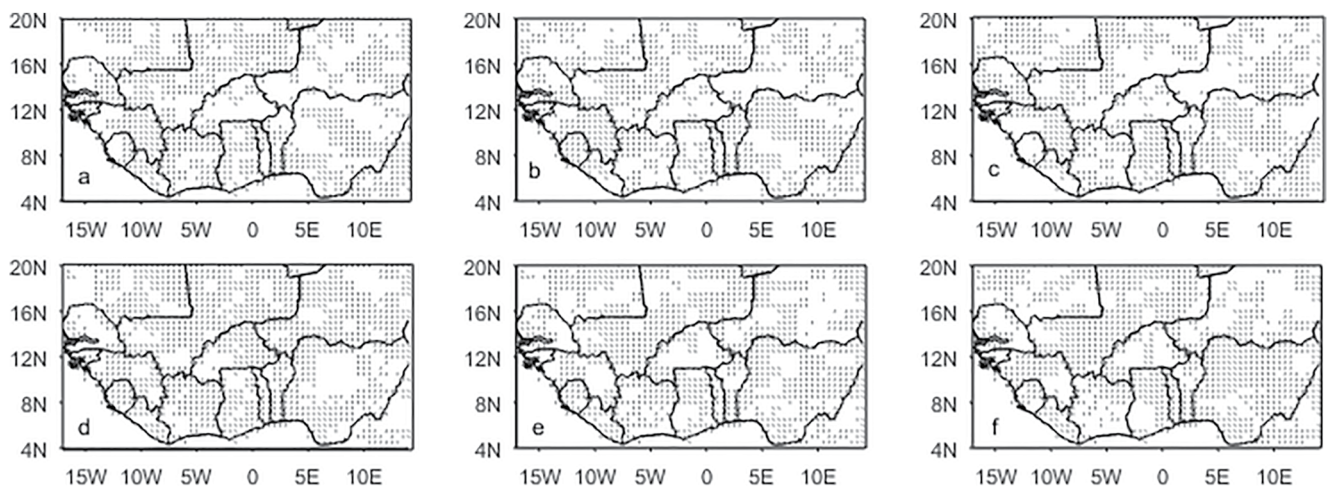 20N 20N 20N
16N 16N 16N
12N 12N 12N
8N 8N 8N
a b c
4N 4N 4N
15W 10W 5W 0 5E 10E 15W 10W 5W 0 5E 10E 15W 10W 5W 0 5E 10E
20N 20N 20N
16N 16N 16N
12N 12N 12N
8N 8N 8N
d e f
4N 4N 4N
15W 10W 5W 0 5E 10E 15W 10W 5W 0 5E 10E 15W 10W 5W 0 5E 10E